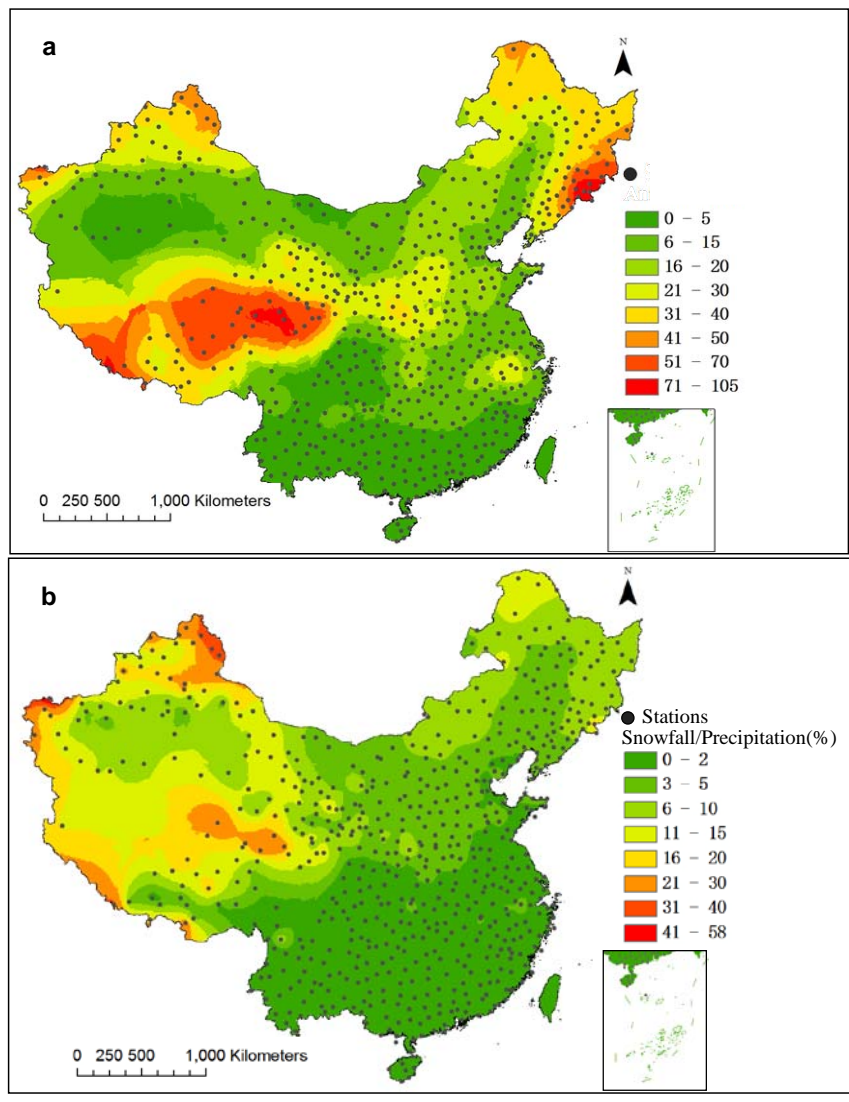 a
N
0 - 5
6 - 15
16 - 20
21 - 30
31 - 40
41 - 50
51 - 70
71 - 105
0 250 500 1,000 Kilometers
b
N
Stations
Snowfall/Precipitation(%)
0 - 2
3 - 5
6 - 10
11 - 15
16 - 20
21 - 30
31 - 40
41 - 58
0 250 500 1,000 Kilometers